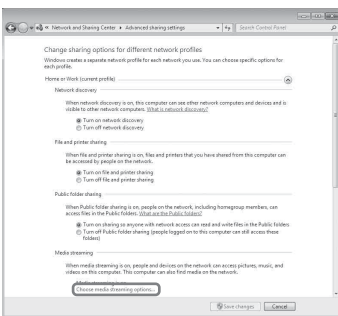 « Network and Sharing Center ▸ Advanced sharing settings
Search Control Panel
Change sharing options for different network profiles
Windows creates a separate network profile for each network you use. You can choose specific options for
each profile.
Home or Work (current profile)
Network discovery
When network discovery is on, this computer can see other network computers and devices and is
visible to other network computers. What is network discovery?
Turn on network discovery
Turn off network discovery
File and printer sharing
When file and printer sharing is on, files and printers that you have shared from this computer can
be accessed by people on the network.
Turn on file and printer sharing
Turn off file and printer sharing
Public folder sharing
When Public folder sharing is on, people on the network, including homegroup members, can
access files in the Public folders. What are the Public folders?
Turn on sharing so anyone with network access can read and write files in the Public folders
Turn off Public folder sharing (people logged on to this computer can still access these
folders)
Media streaming
When media streaming is on, people and devices on the network can access pictures, music, and
videos on this computer. This computer can also find media on the network.
Choose media streaming options...
Save changes
Cancel